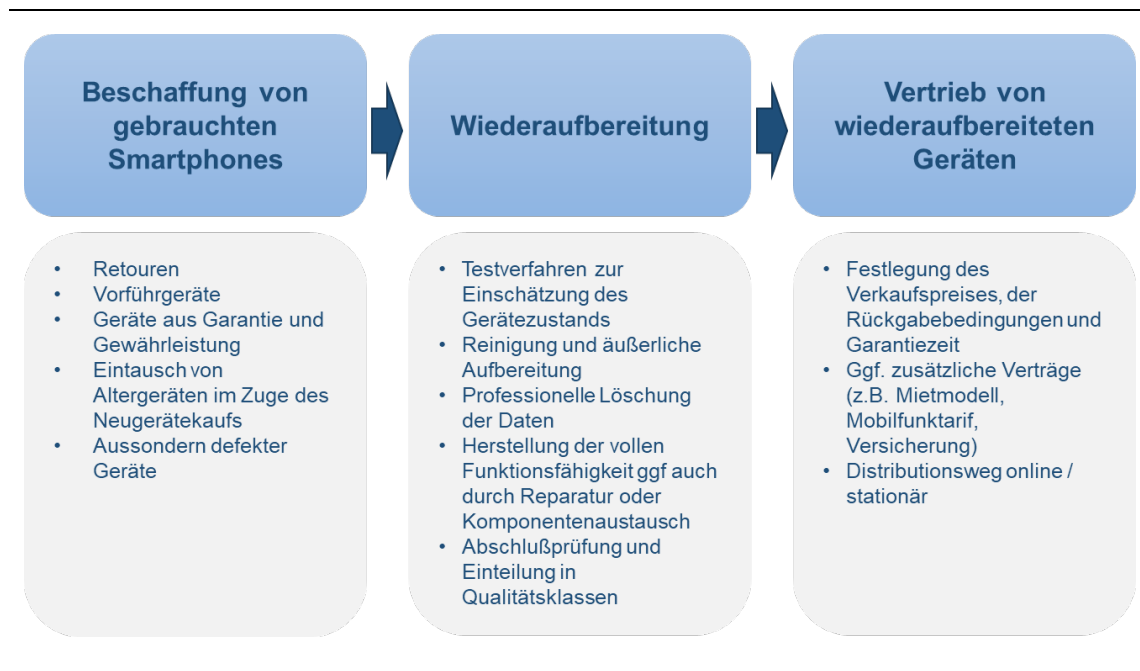 Beschaffung von
gebrauchten
Smartphones
Wiederaufbereitung
Vertrieb von
wiederaufbereiteten
Geräten
• Retouren
• Vorführgeräte
• Geräte aus Garantie und
Gewährleistung
• Eintausch von
Altergeräten im Zuge des
Neugerätekaufs
• Aussondern defekter
Geräte
• Testverfahren zur
Einschätzung des
Gerätezustands
• Reinigung und äußerliche
Aufbereitung
• Professionelle Löschung
der Daten
• Herstellung der vollen
Funktionsfähigkeit ggf auch
durch Reparatur oder
Komponentenaustausch
• Abschlußprüfung und
Einteilung in
Qualitätsklassen
• Festlegung des
Verkaufspreises, der
Rückgabebedingungen und
Garantiezeit
• Ggf. zusätzliche Verträge
(z.B. Mietmodell,
Mobilfunktarif,
Versicherung)
• Distributionsweg online /
stationär